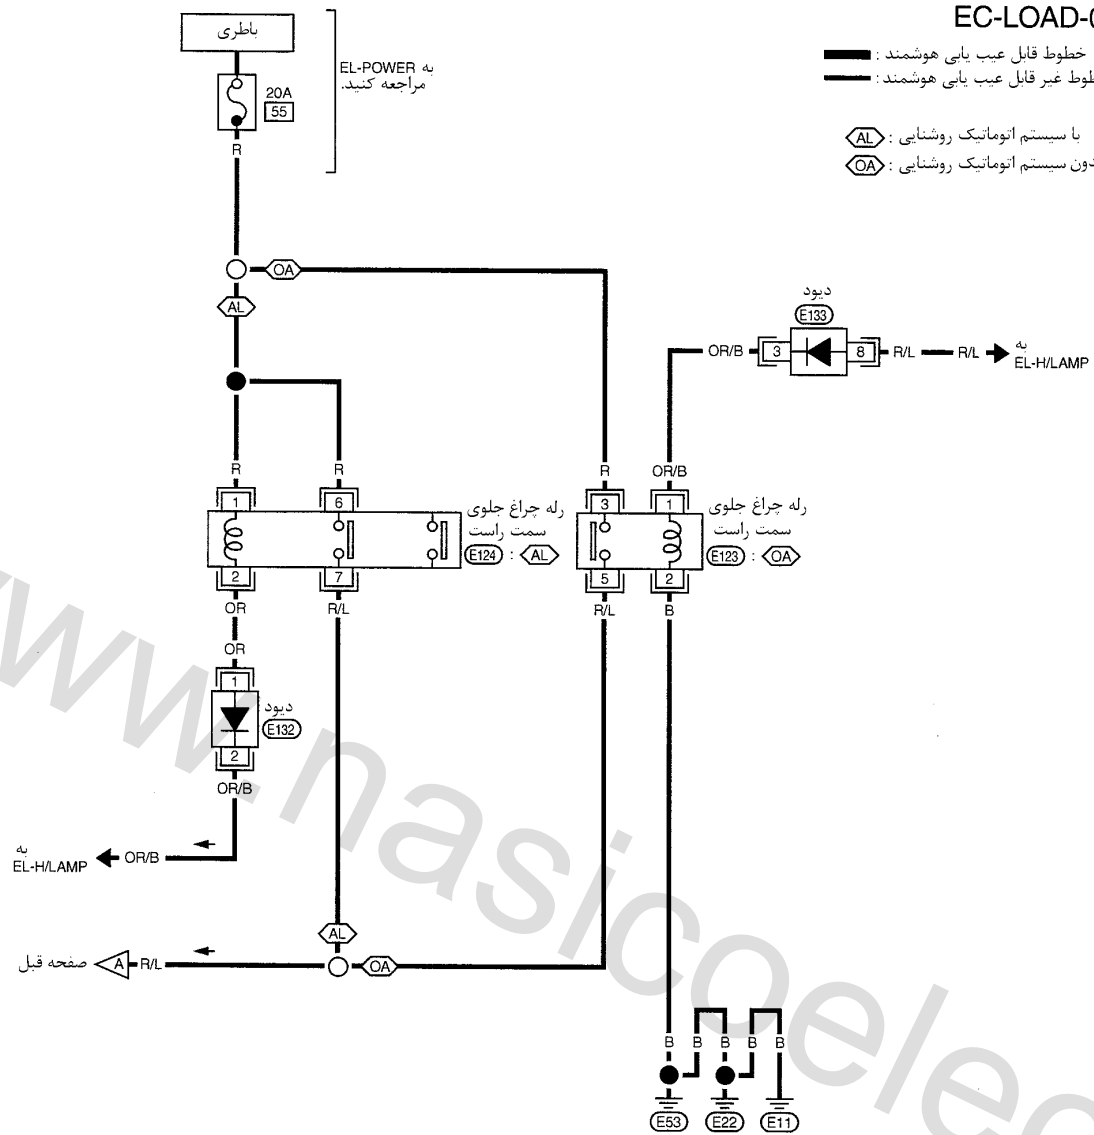 EC-LOAD-0
خطوط قابل عیب یابی هوشمند :
طوط غیر قابل عیب یابی هوشمند :
با سیستم اتوماتیک روشنایی : AL
دون سیستم اتوماتیک روشنایی : OA
باطری
به EL-POWER
مراجعه کنید.
20A
55
R
OA
AL
دیود
E133
OR/B
3
8
R/L
R/L
به
EL-H/LAMP
R
R
R
OR/B
1
6
3
1
رله چراغ جلوی
سمت راست
E124 : AL
رله چراغ جلوی
سمت راست
E123 : OA
2
7
5
2
OR
R/L
R/L
B
OR
1
دیود
E132
2
OR/B
به
EL-H/LAMP
OR/B
AL
صفحه قبل
A
R/L
OA
B
B
B
B
B
E53
E22
E11
www.nasicoelec